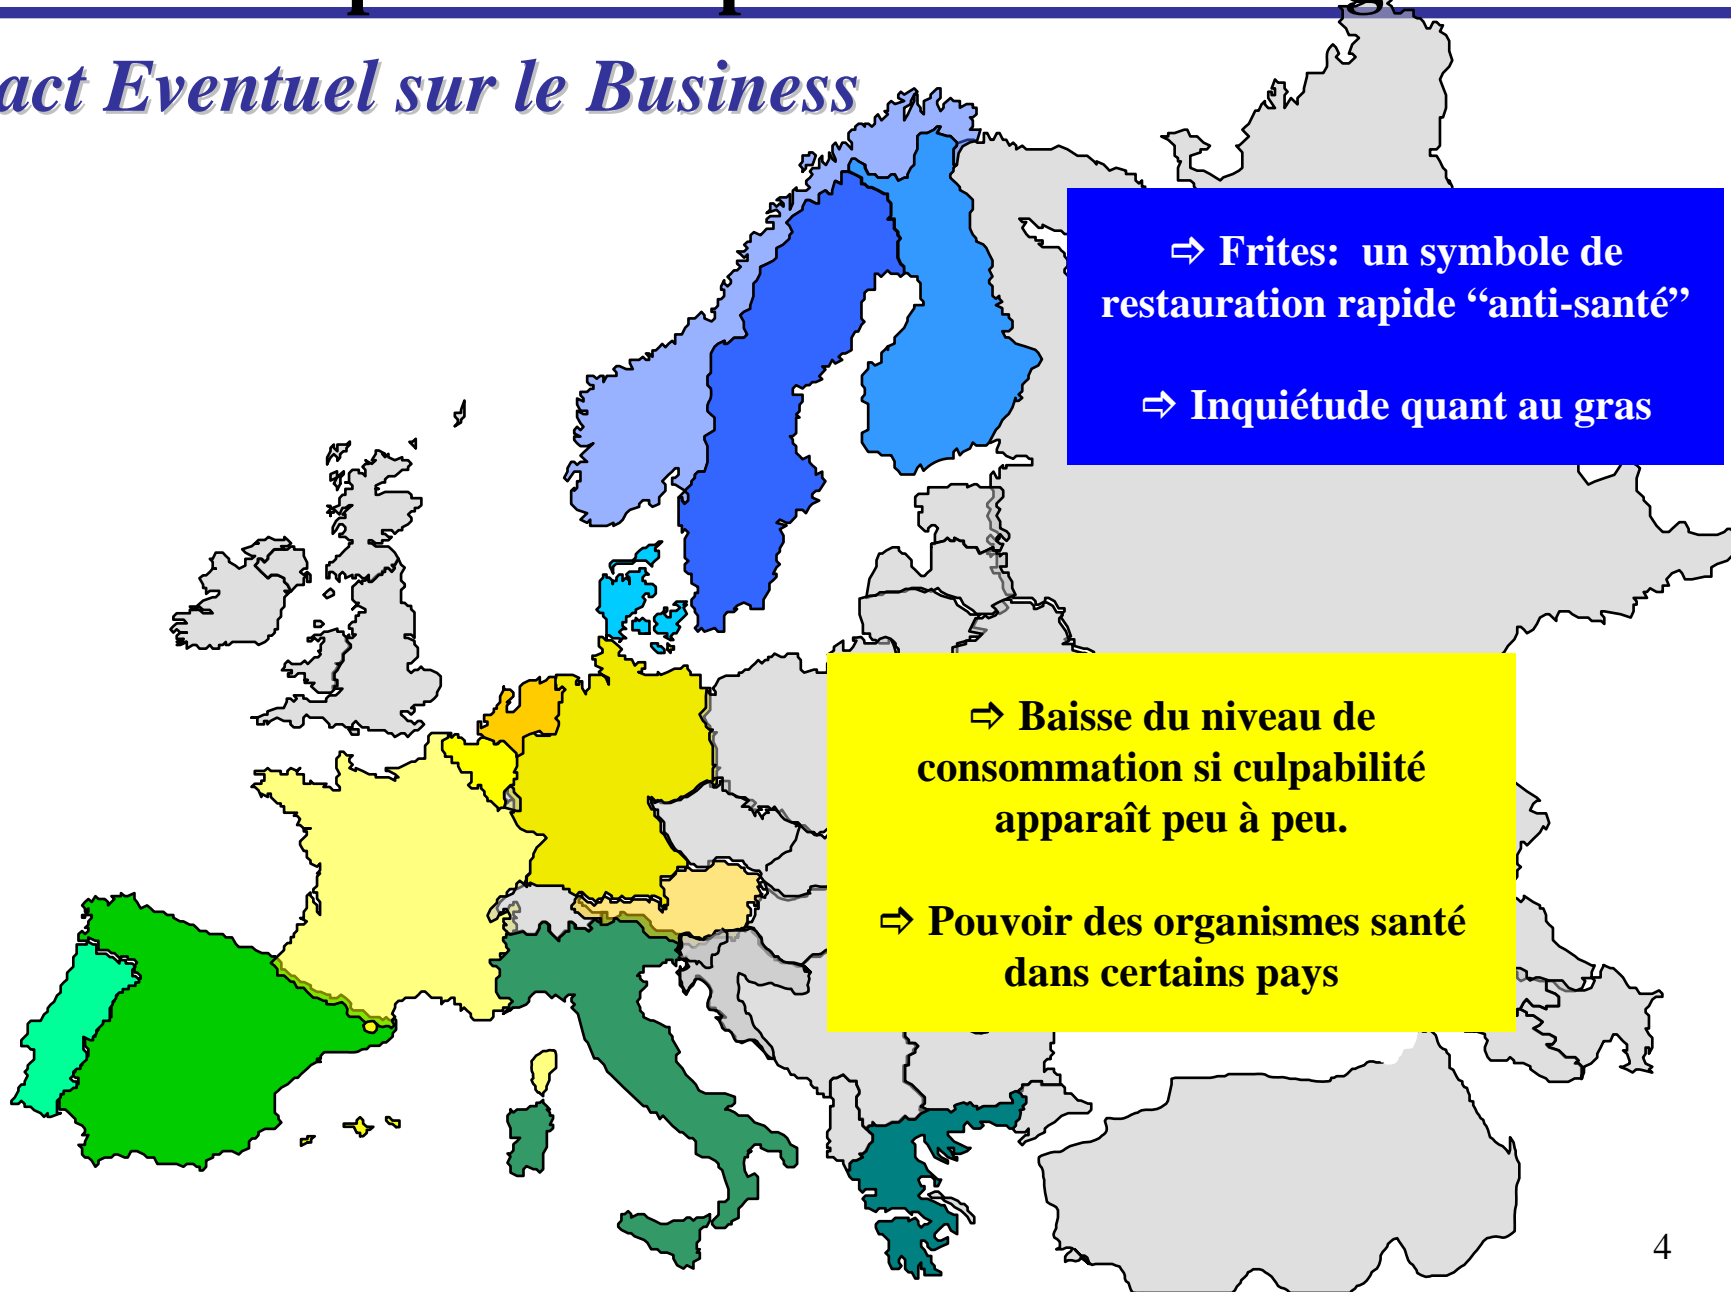 act Eventuel sur le Business
⇨ Frites: un symbole de
restauration rapide “anti-santé”
⇨ Inquiétude quant au gras
⇨ Baisse du niveau de
consommation si culpabilité
apparaît peu à peu.
⇨ Pouvoir des organismes santé
dans certains pays
4